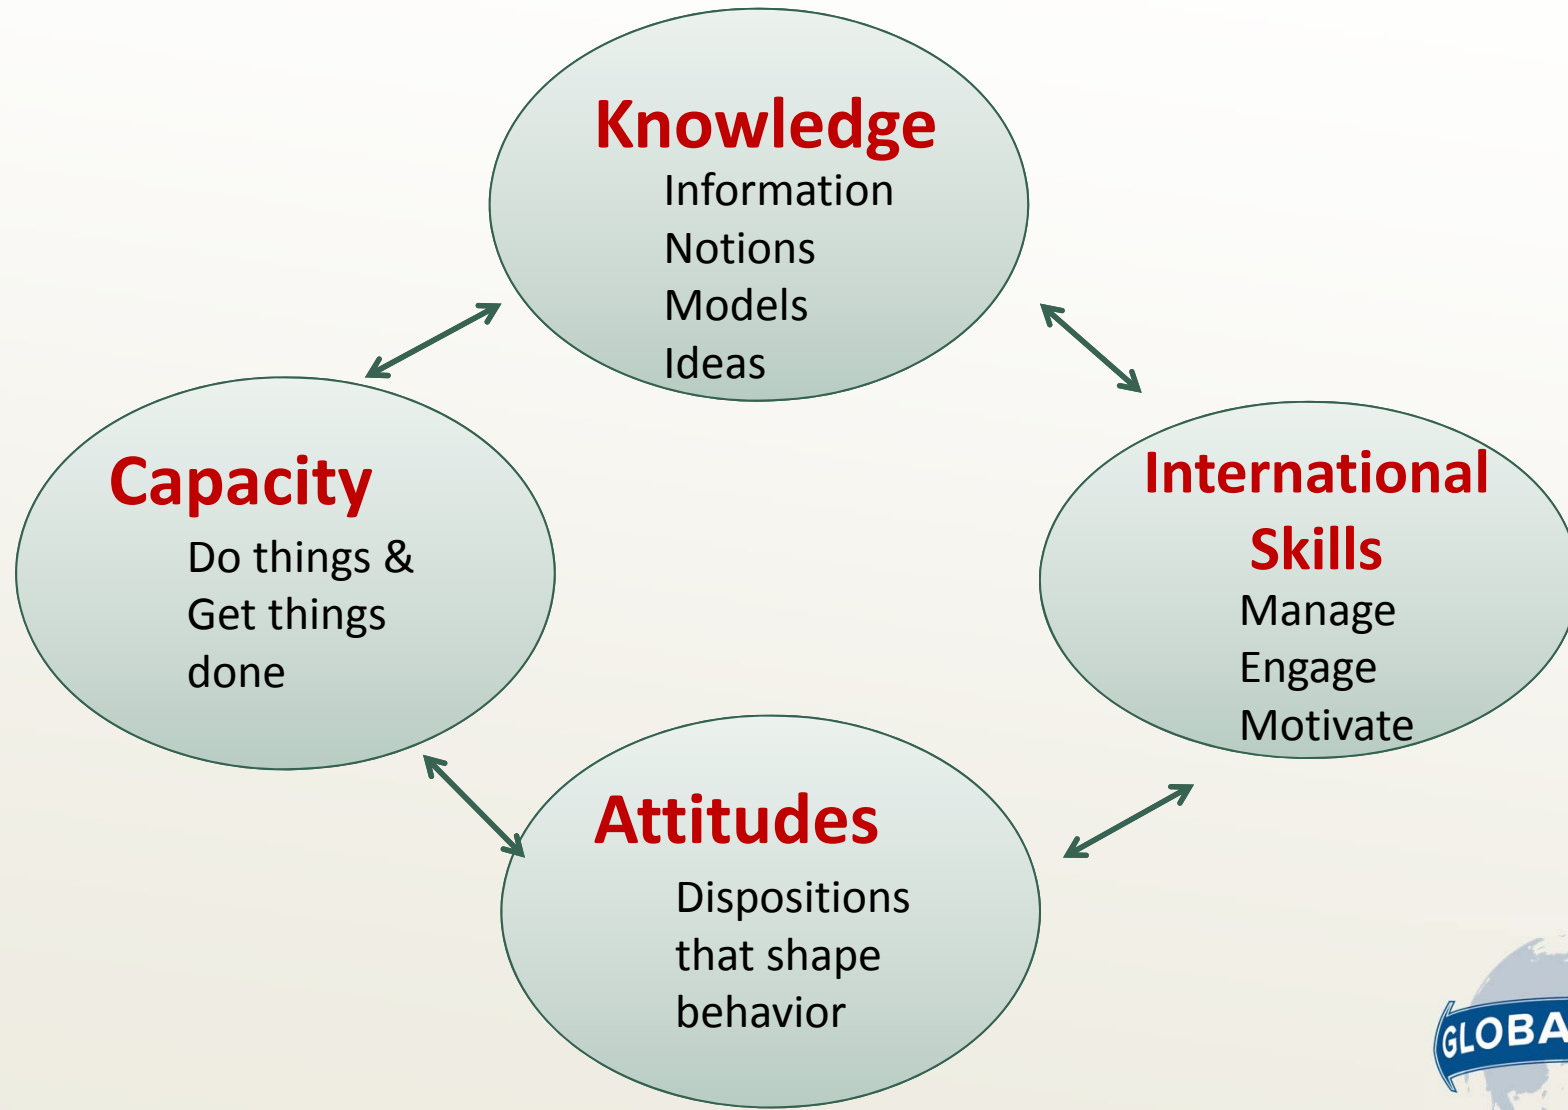 Knowledge
Information
Notions
Models
Ideas
Capacity
Do things &
Get things
done
International
Skills
Manage
Engage
Motivate
Attitudes
Dispositions
that shape
behavior
GLOBA